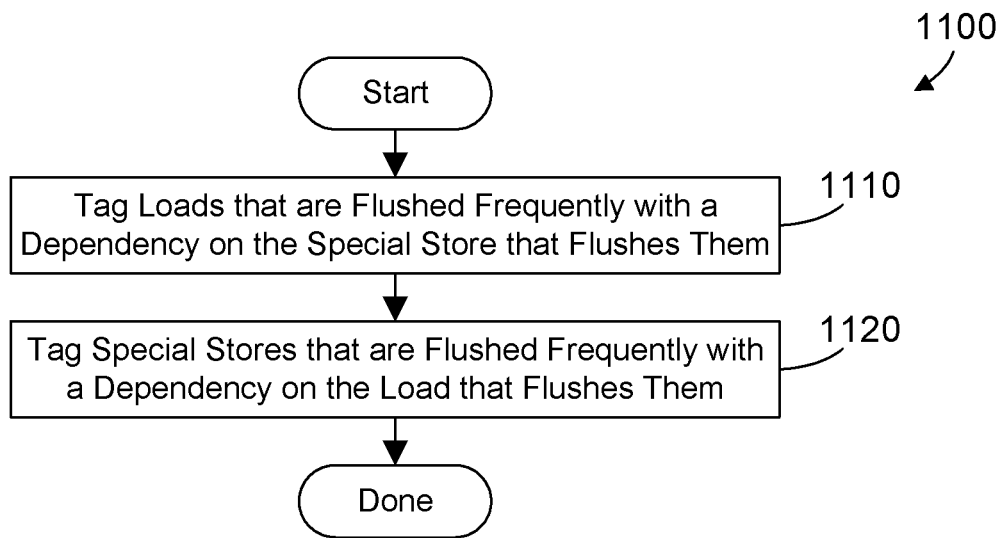 1100
Start
Tag Loads that are Flushed Frequently with a
Dependency on the Special Store that Flushes Them
1110
Tag Special Stores that are Flushed Frequently with
a Dependency on the Load that Flushes Them
1120
Done